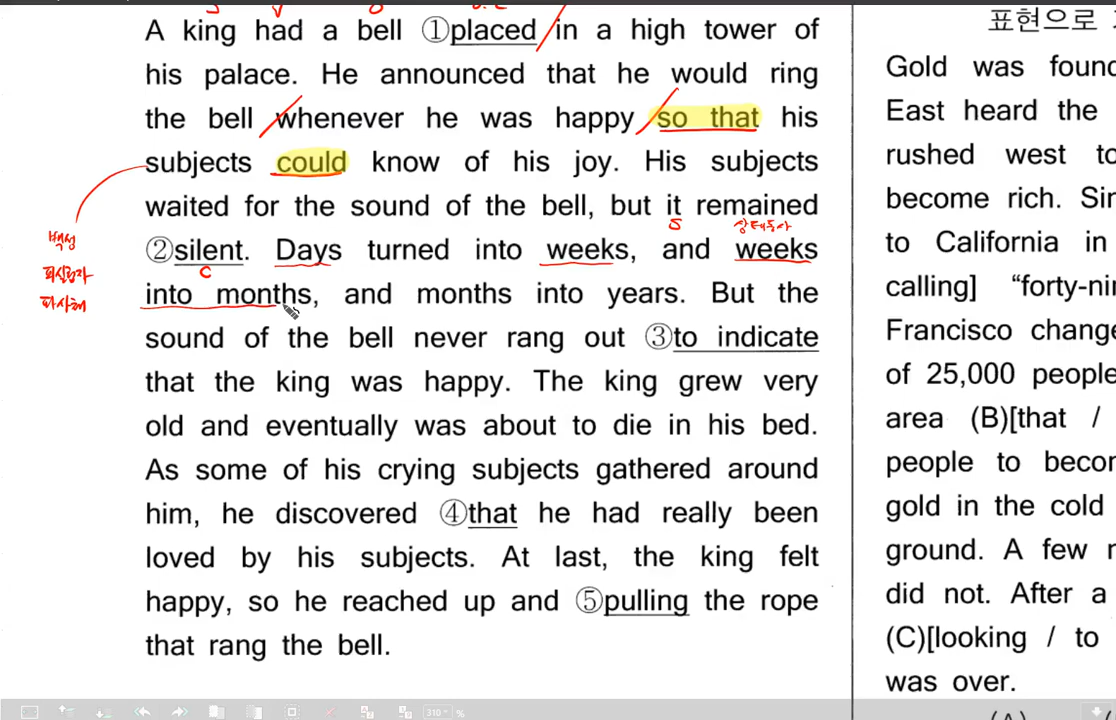 A king had a bell ①placed in a high tower of
his palace. He announced that he would ring
the bell whenever he was happy so that his
subjects could know of his joy. His subjects
waited for the sound of the bell, but it remained
S
상태동사
②silent. Days turned into weeks, and weeks
C
into months, and months into years. But the
sound of the bell never rang out ③to indicate
that the king was happy. The king grew very
old and eventually was about to die in his bed.
As some of his crying subjects gathered around
him, he discovered ④that he had really been
loved by his subjects. At last, the king felt
happy, so he reached up and ⑤pulling the rope
that rang the bell.
백성
피실험자
표현으로
Gold was found
East heard the
rushed west to
become rich.
to California in
calling]
Francisco change
of 25,000 people
area (B)[that /
people to
gold in the cold
ground. A few
did not. After a
(C)[looking / to
was over.
310 %